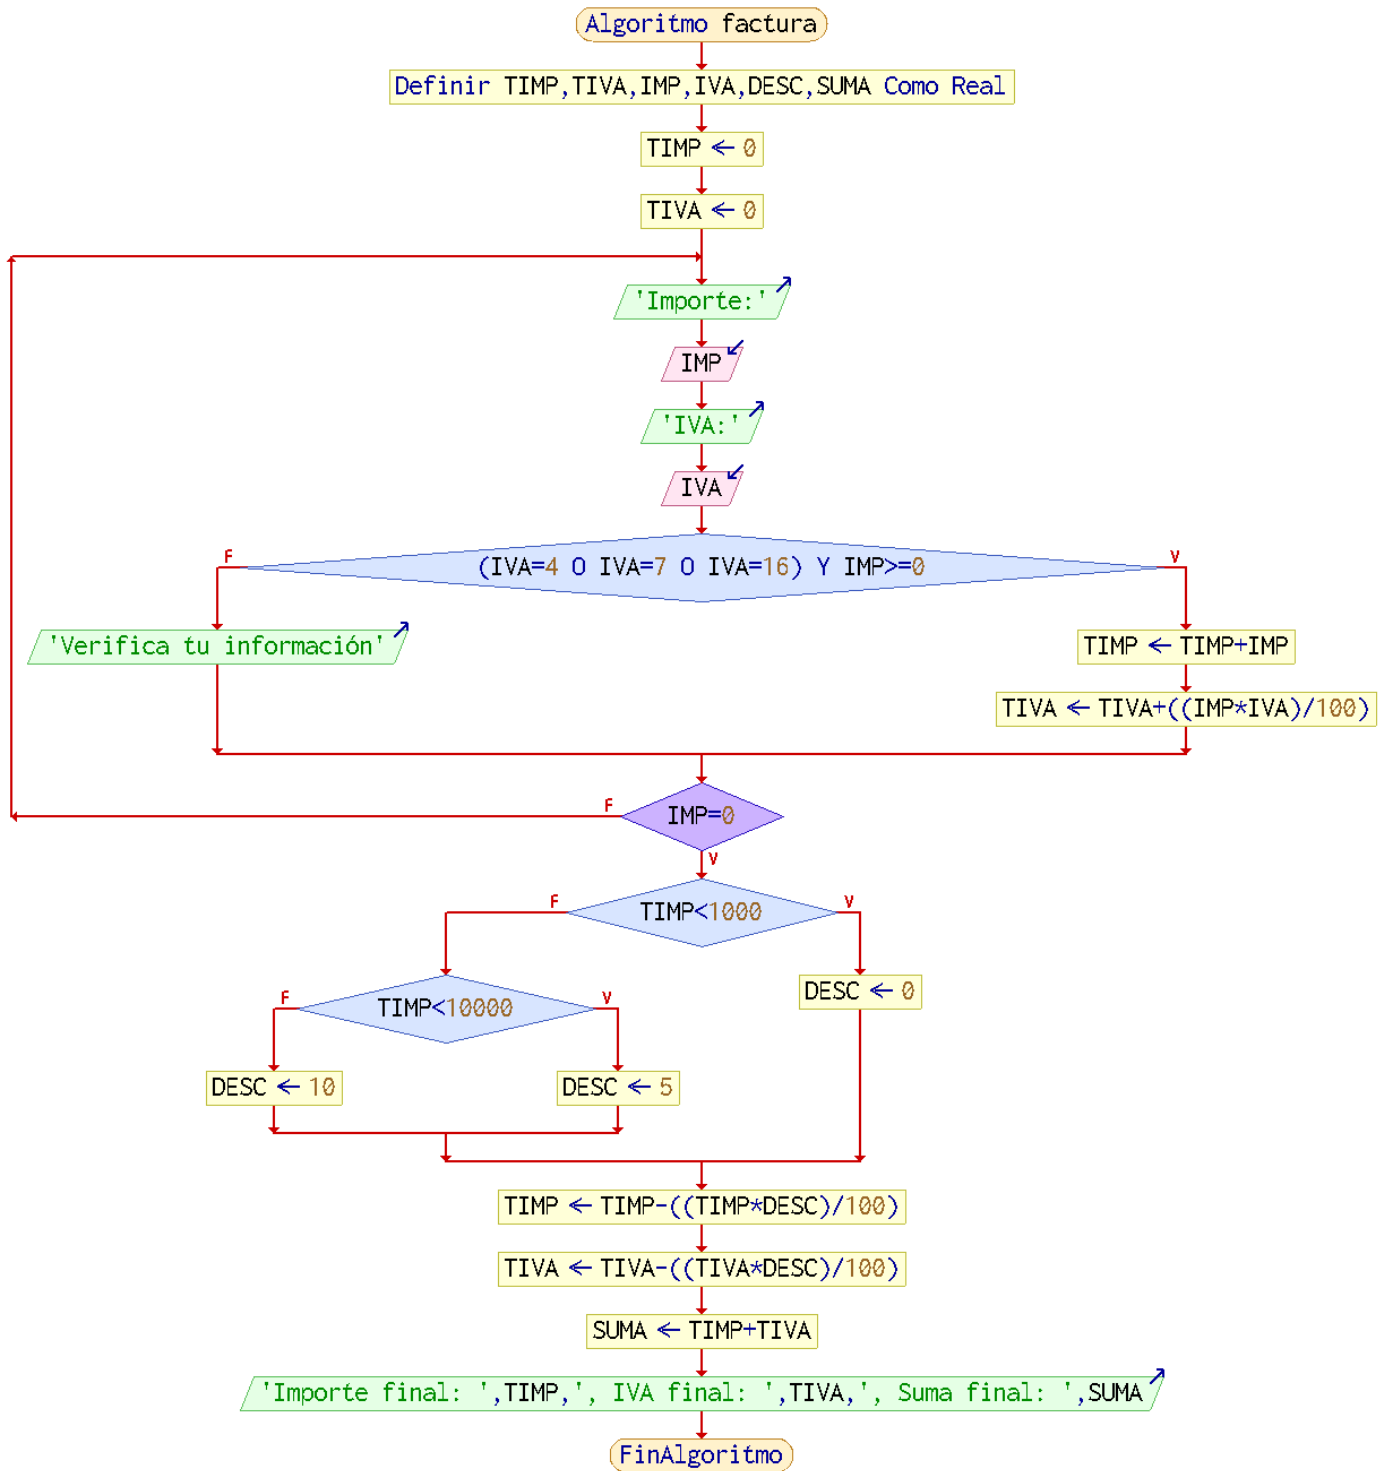 Algoritmo factura
Definir TIMP,TIVA,IMP,IVA,DESC,SUMA Como Real
TIMP ← 0
TIVA ← 0
'Importe:'
IMP
'IVA:'
IVA
F
(IVA=4 O IVA=7 O IVA=16) Y IMP>=0
V
'Verifica tu información'
TIMP ← TIMP+IMP
TIVA ← TIVA+((IMP*IVA)/100)
F
IMP=0
V
F
TIMP<1000
V
F
TIMP<10000
V
DESC ← 0
DESC ← 10
DESC ← 5
TIMP ← TIMP-((TIMP*DESC)/100)
TIVA ← TIVA-((TIVA*DESC)/100)
SUMA ← TIMP+TIVA
'Importe final: ',TIMP,', IVA final: ',TIVA,', Suma final: ',SUMA
FinAlgoritmo